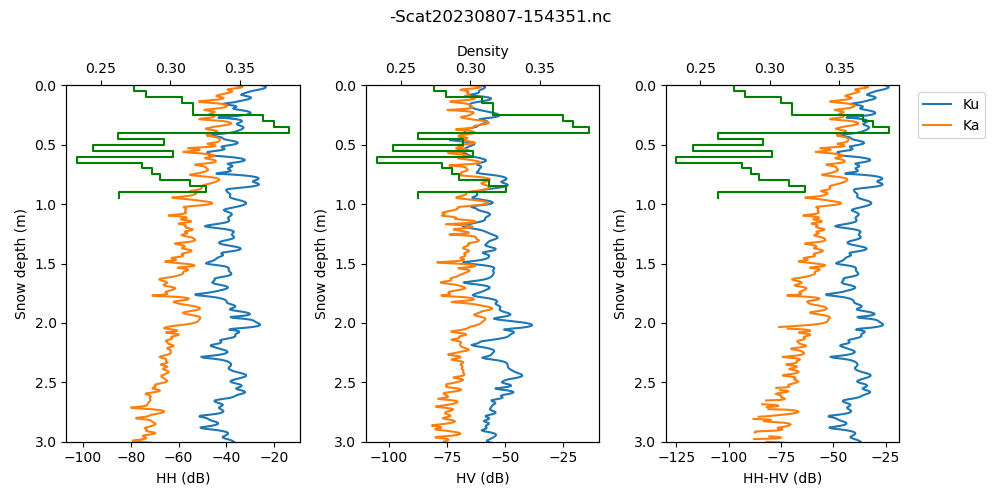 -Scat20230807-154351.nc
Density
0.25 0.30 0.35
0.25 0.30 0.35
0.25 0.30 0.35
0.0
0.5
1.0
1.5
2.0
2.5
3.0
Snow depth (m)
−100 −80 −60 −40 −20
HH (dB)
0.0
0.5
1.0
1.5
2.0
2.5
3.0
Snow depth (m)
−100 −75 −50 −25
HV (dB)
0.0
0.5
1.0
1.5
2.0
2.5
3.0
Snow depth (m)
−125 −100 −75 −50 −25
HH-HV (dB)
Ku
Ka